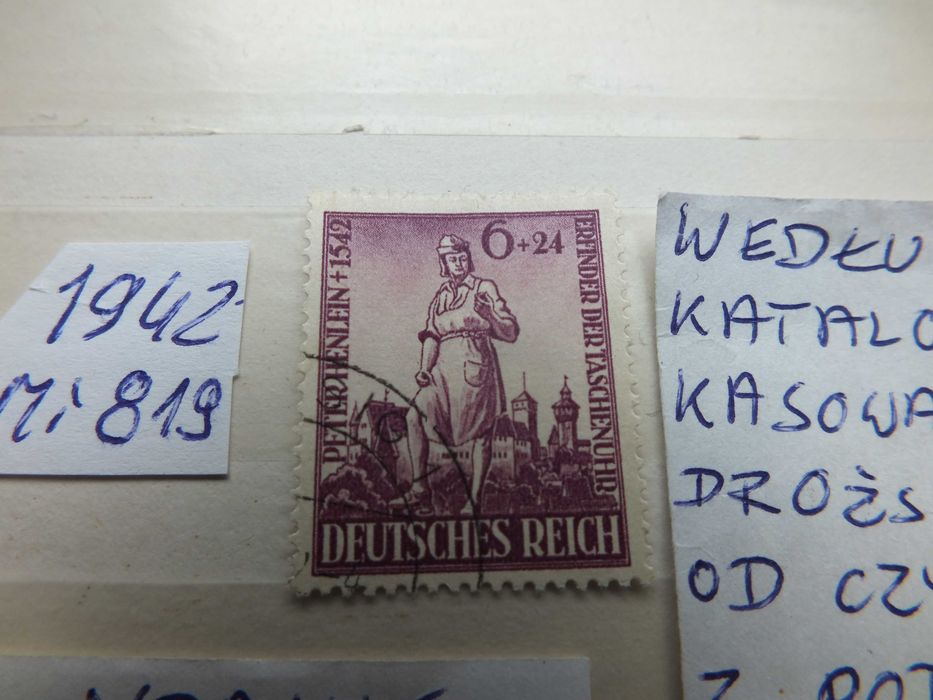 1942
Mi 819
PETER HENLEIN + 1542
6+24
ERFINDER DER TASCHENUHR
DEUTSCHES REICH
WEDŁU
KATALO
KASOWA
DROŻS
OD CZY
Z